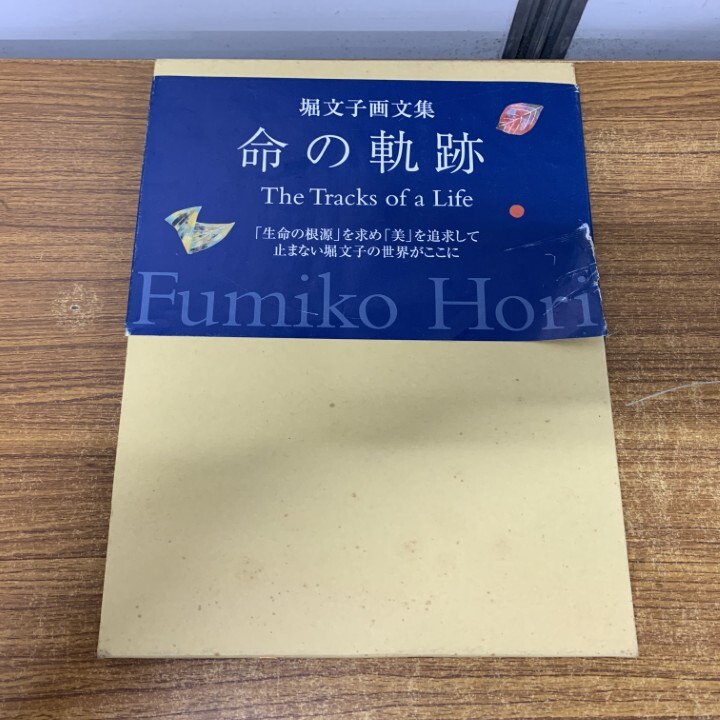 堀文子画文集
命の軌跡
The Tracks of a Life
「生命の根源」を求め「美」を追求して
止まない堀文子の世界がここに
Fumiko Hori